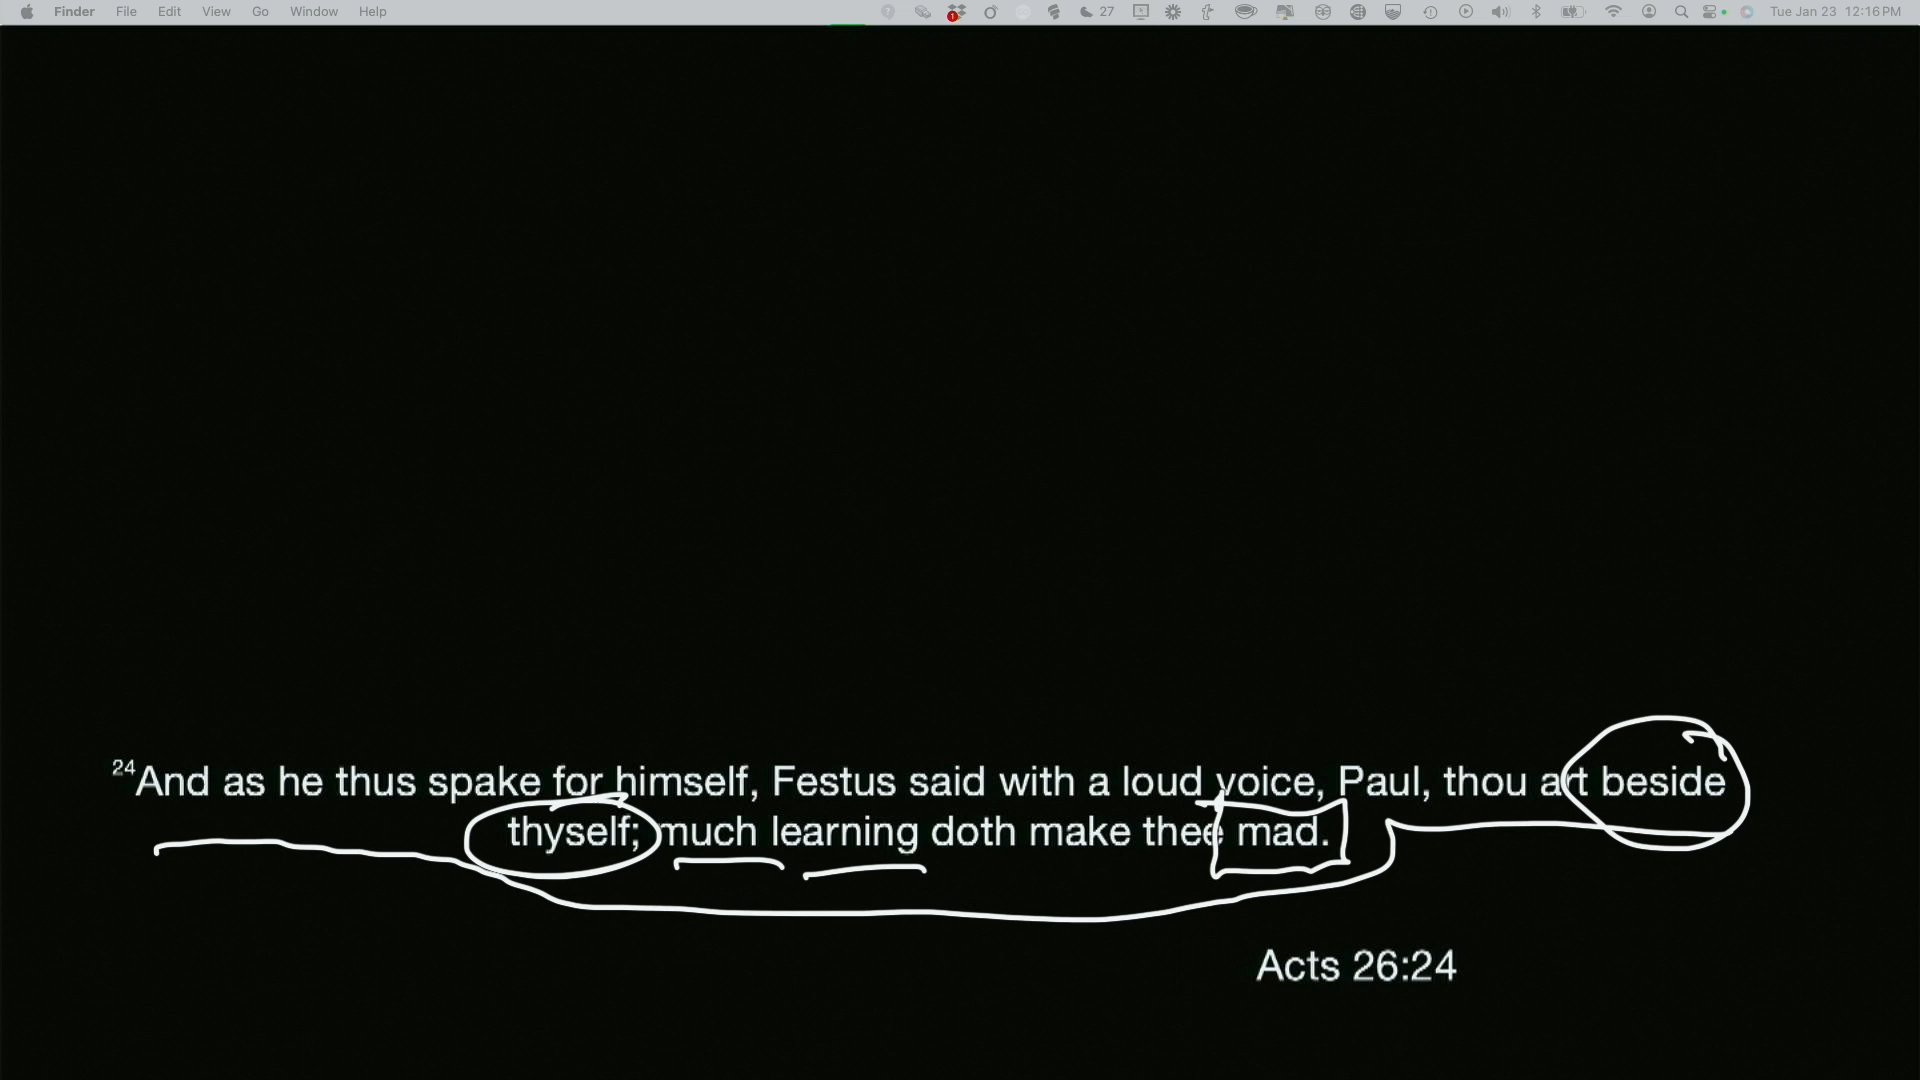 Finder File Edit View Go Window Help 1 27 Tue Jan 23 12:16 PM
24And as he thus spake for himself, Festus said with a loud voice, Paul, thou art beside
thyself; much learning doth make thee mad.
Acts 26:24